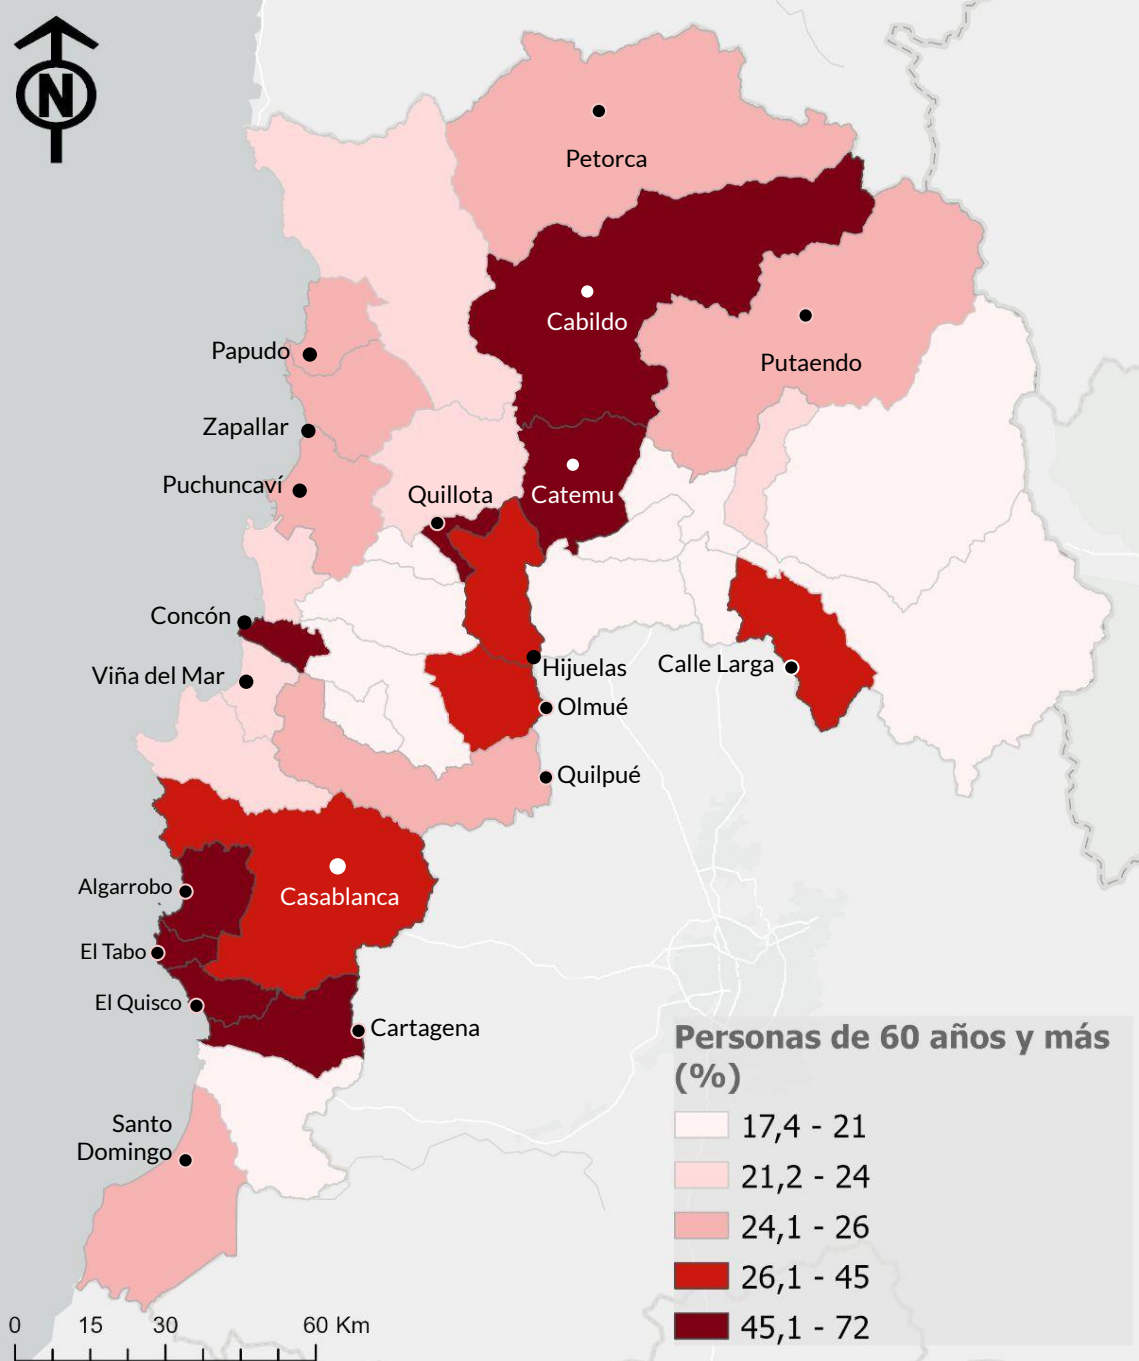 N
Petorca
Cabildo
Papudo
Putaendo
Zapallar
Puchuncaví
Quillota
Catemu
Concón
Hijuelas
Calle Larga
Viña del Mar
Olmué
Quilpué
Algarrobo
Casablanca
El Tabo
El Quisco
Cartagena
Santo
Domingo
Personas de 60 años y más
(%)
17,4 - 21
21,2 - 24
24,1 - 26
26,1 - 45
45,1 - 72
0 15 30 60 Km